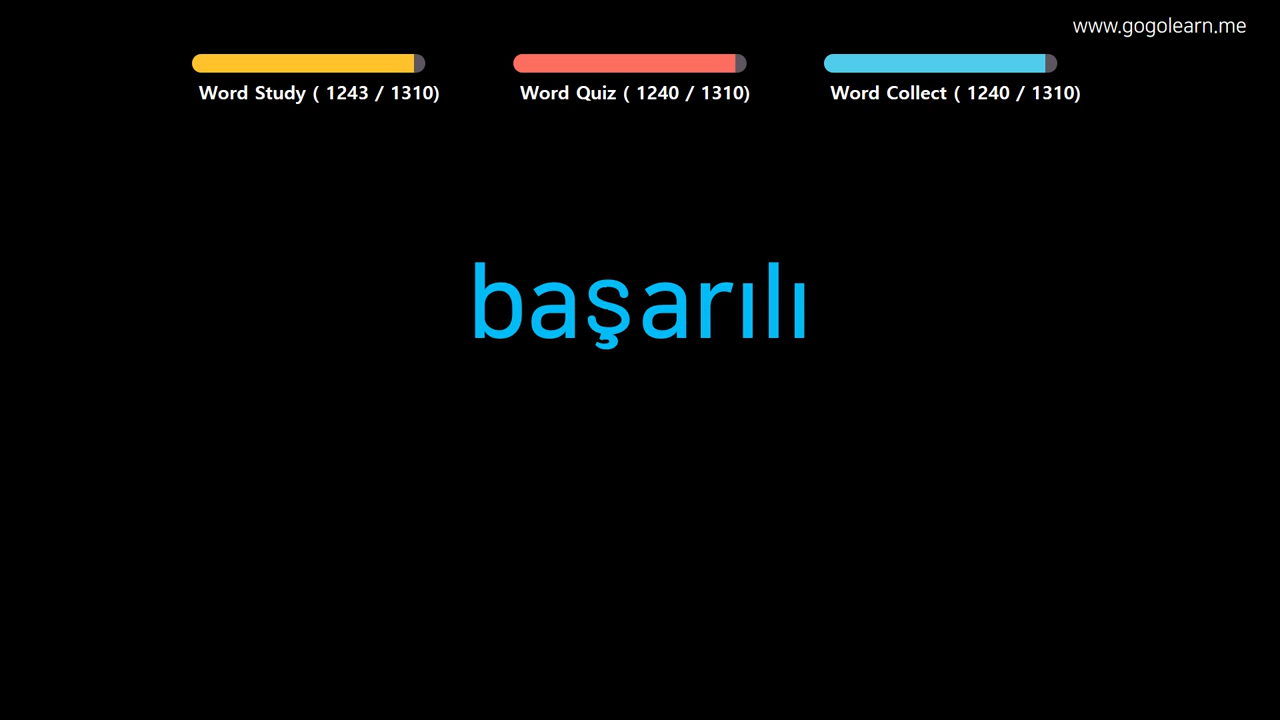 www.gogolearn.me
Word Study ( 1243 / 1310)
Word Quiz ( 1240 / 1310)
Word Collect ( 1240 / 1310)
başarılı